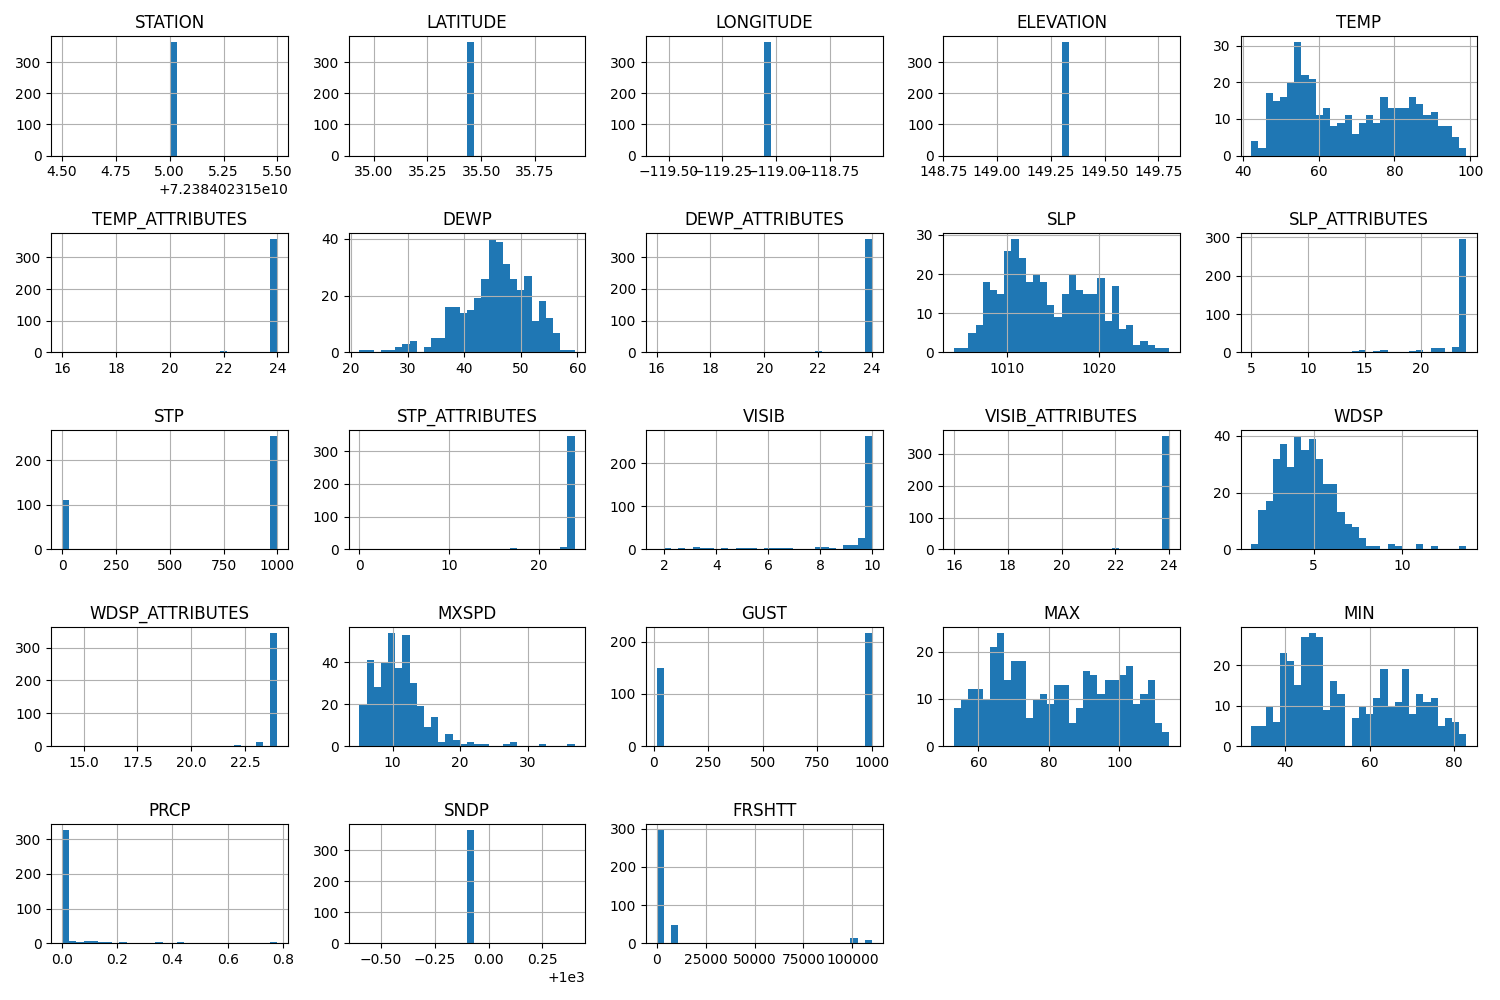 STATION LATITUDE LONGITUDE ELEVATION TEMP
300 300 300 300 30
200 200 200 200 20
100 100 100 100 10
0 0 0 0 0
4.50 4.75 5.00 5.25 5.50 35.00 35.25 35.50 35.75 −119.50 −119.25 −119.00 −118.75 148.75 149.00 149.25 149.50 149.75 40 60 80 100
+7.238402315e10
TEMP_ATTRIBUTES DEWP DEWP_ATTRIBUTES SLP SLP_ATTRIBUTES
300 40 300 30 300
200 20 200 20 200
100 100 10 100
0 0 0 0 0
16 18 20 22 24 20 30 40 50 60 16 18 20 22 24 1010 1020 5 10 15 20
STP STP_ATTRIBUTES VISIB VISIB_ATTRIBUTES WDSP
200 300 200 300 40
100 200 100 200 20
100 100
0 0 0 0 0
0 250 500 750 1000 0 10 20 2 4 6 8 10 16 18 20 22 24 5 10
WDSP_ATTRIBUTES MXSPD GUST MAX MIN
300 40 200 20 20
200 20 100 10 10
100
0 0 0 0 0
15.0 17.5 20.0 22.5 10 20 30 0 250 500 750 1000 60 80 100 40 60 80
PRCP SNDP FRSHTT
300 300 300
200 200 200
100 100 100
0 0 0
0.0 0.2 0.4 0.6 0.8 −0.50 −0.25 0.00 0.25 0 25000 50000 75000 100000
+1e3